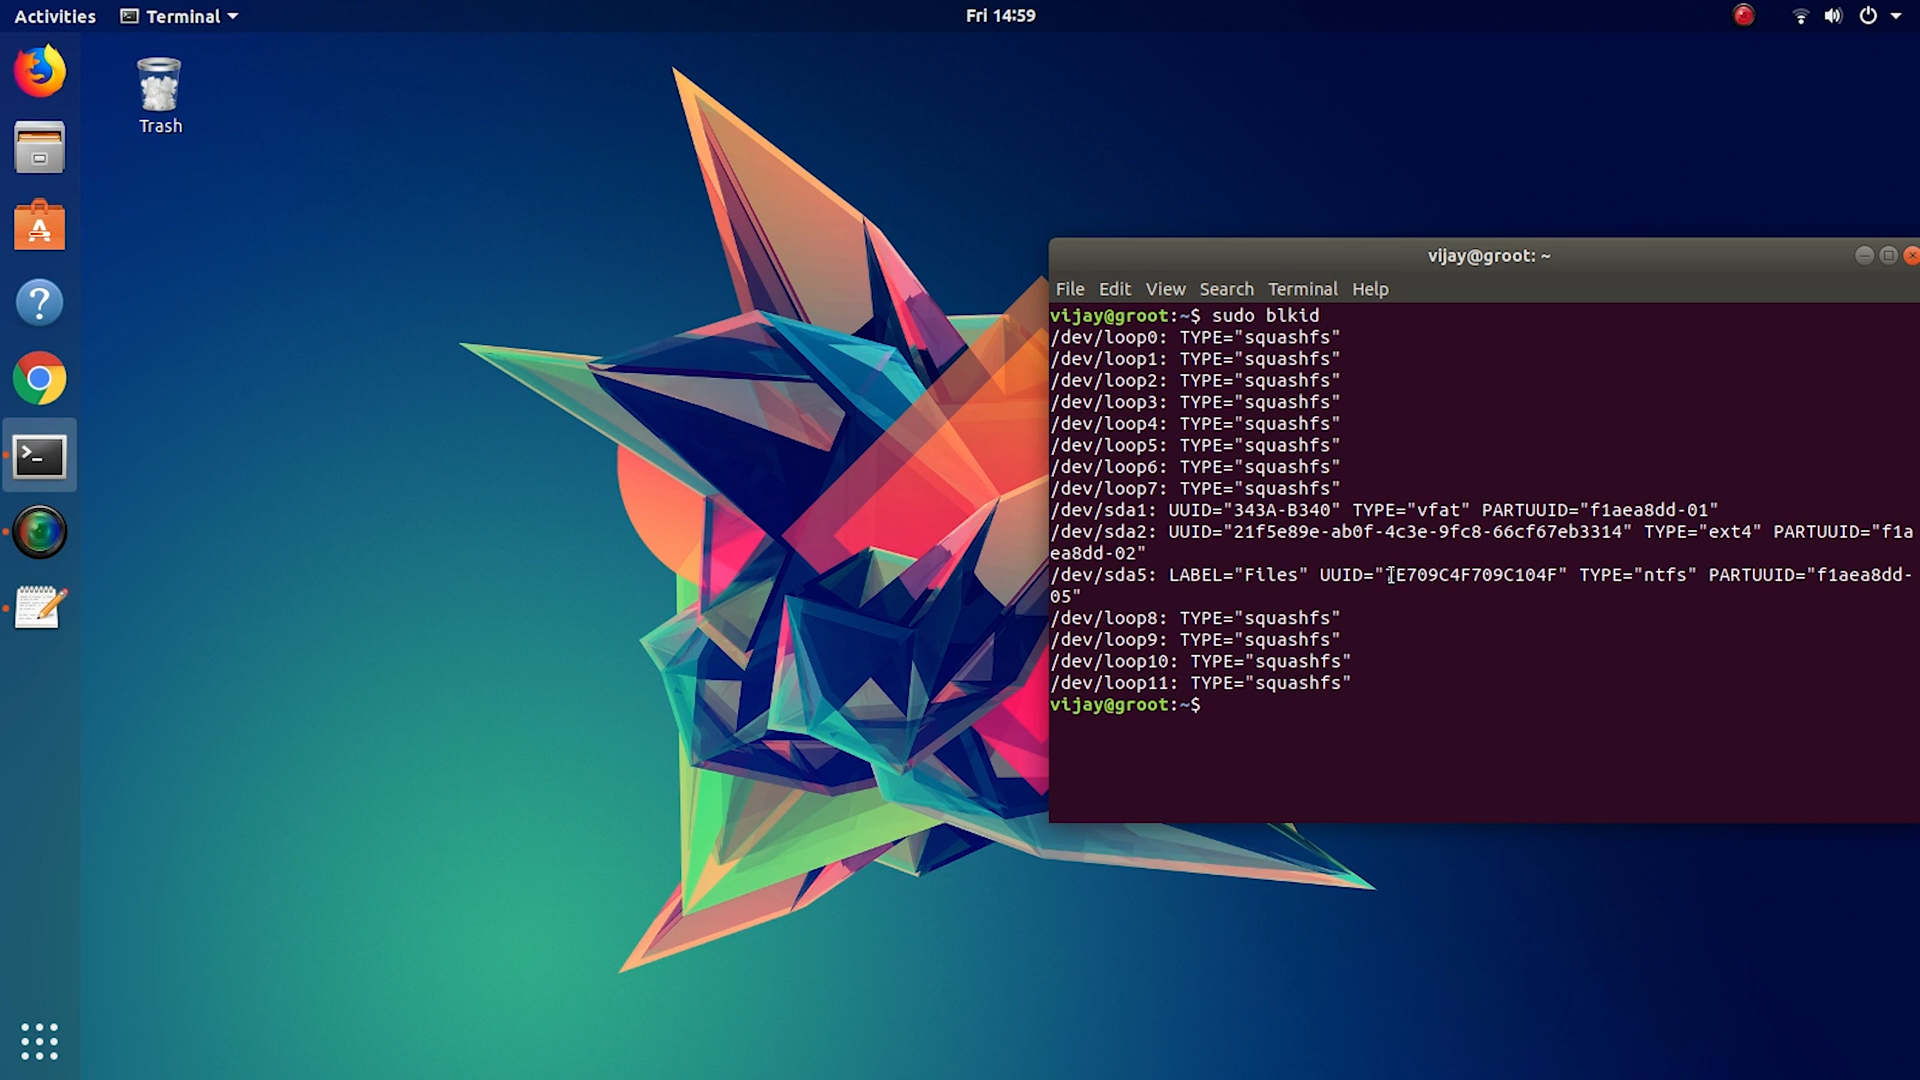 Activities Terminal Fri 14:59
Trash
vijay@groot: ~
File Edit View Search Terminal Help
vijay@groot:~$ sudo blkid
/dev/loop0: TYPE="squashfs"
/dev/loop1: TYPE="squashfs"
/dev/loop2: TYPE="squashfs"
/dev/loop3: TYPE="squashfs"
/dev/loop4: TYPE="squashfs"
/dev/loop5: TYPE="squashfs"
/dev/loop6: TYPE="squashfs"
/dev/loop7: TYPE="squashfs"
/dev/sda1: UUID="343A-B340" TYPE="vfat" PARTUUID="f1aea8dd-01"
/dev/sda2: UUID="21f5e89e-ab0f-4c3e-9fc8-66cf67eb3314" TYPE="ext4" PARTUUID="f1a
ea8dd-02"
/dev/sda5: LABEL="Files" TYPE="ntfs" PARTUUID="f1aea8dd-
05"
/dev/loop8: TYPE="squashfs"
/dev/loop9: TYPE="squashfs"
/dev/loop10: TYPE="squashfs"
/dev/loop11: TYPE="squashfs"
vijay@groot:~$